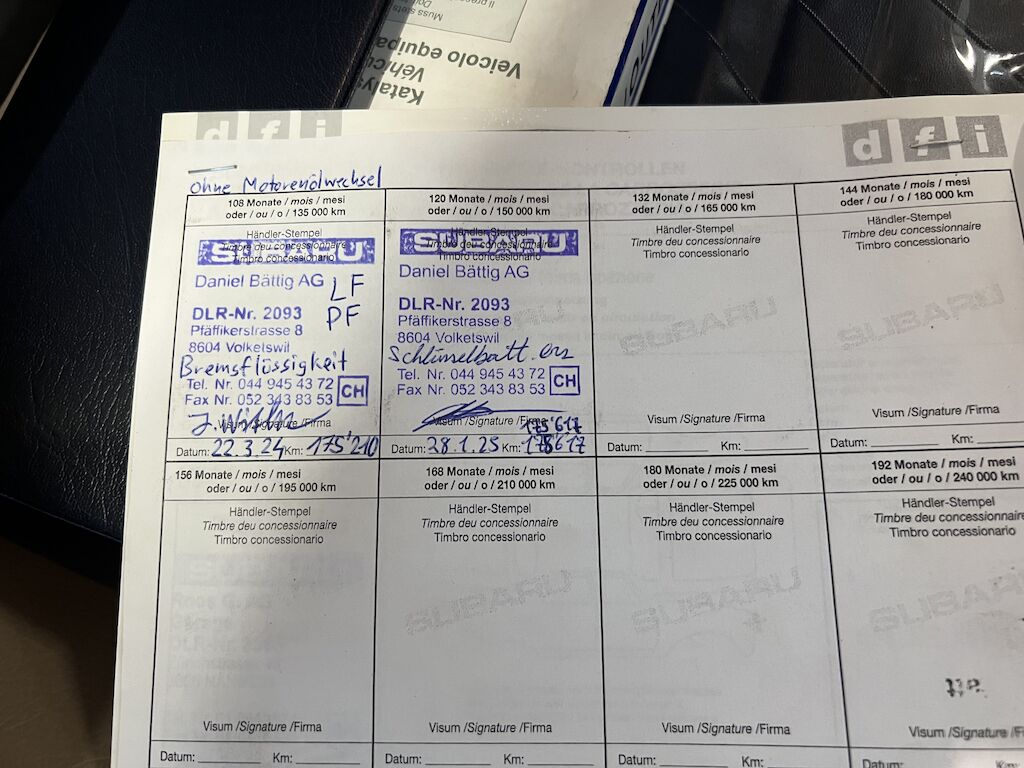 Il pres
Do
Muss stets
Veicolo equipa
Véhicu
Kataly
dfi
dfi
Ohne Motorenölwechsel
108 Monate / mois / mesi
oder / ou / o / 135 000 km
Händler-Stempel
Timbre deu concessionnaire
Timbro concessionario
SUBARU
Daniel Bättig AG
LF
DLR-Nr. 2093
PF
Pfäffikerstrasse 8
8604 Volketswil
Bremsflössigkeit
Tel. Nr. 044 945 43 72
Fax Nr. 052 343 83 53
CH
Visum /Signature /Firma
Datum: 22.3.24 Km: 175'210
120 Monate / mois / mesi
oder / ou / o / 150 000 km
Händler-Stempel
Timbre deu concessionnaire
Timbro concessionario
SUBARU
Daniel Bättig AG
DLR-Nr. 2093
Pfäffikerstrasse 8
8604 Volketswil
Schlüsselbatt.
Tel. Nr. 044 945 43 72
Fax Nr. 052 343 83 53
CH
Visum /Signature /Firma
175'617
Datum: 28.1.25 Km:
132 Monate / mois / mesi
oder / ou / o / 165 000 km
Händler-Stempel
Timbre deu concessionnaire
Timbro concessionario
SUBARU
Visum /Signature /Firma
Datum: Km:
144 Monate / mois / mesi
oder / ou / o / 180 000 km
Händler-Stempel
Timbre deu concessionnaire
Timbro concessionario
SUBARU
Visum /Signature /Firma
Datum: Km:
156 Monate / mois / mesi
oder / ou / o / 195 000 km
Händler-Stempel
Timbre deu concessionnaire
Timbro concessionario
Visum /Signature /Firma
Datum: Km:
168 Monate / mois / mesi
oder / ou / o / 210 000 km
Händler-Stempel
Timbre deu concessionnaire
Timbro concessionario
SUBARU
Visum /Signature /Firma
Datum: Km:
180 Monate / mois / mesi
oder / ou / o / 225 000 km
Händler-Stempel
Timbre deu concessionnaire
Timbro concessionario
SUBARU
Visum /Signature /Firma
Datum: Km:
192 Monate / mois / mesi
oder / ou / o / 240 000 km
Händler-Stempel
Timbre deu concessionnaire
Timbro concessionario
SUBARU
Visum /Signature /Fi
Datum: Km: